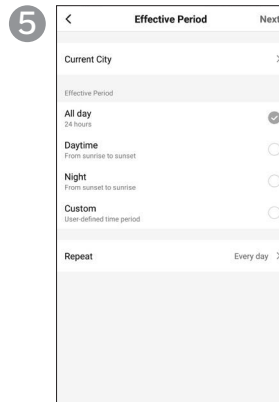 5
Effective Period Next
Current City
Effective Period
All day
24 hours
Daytime
From sunrise to sunset
Night
From sunset to sunrise
Custom
User-defined time period
Repeat Every day